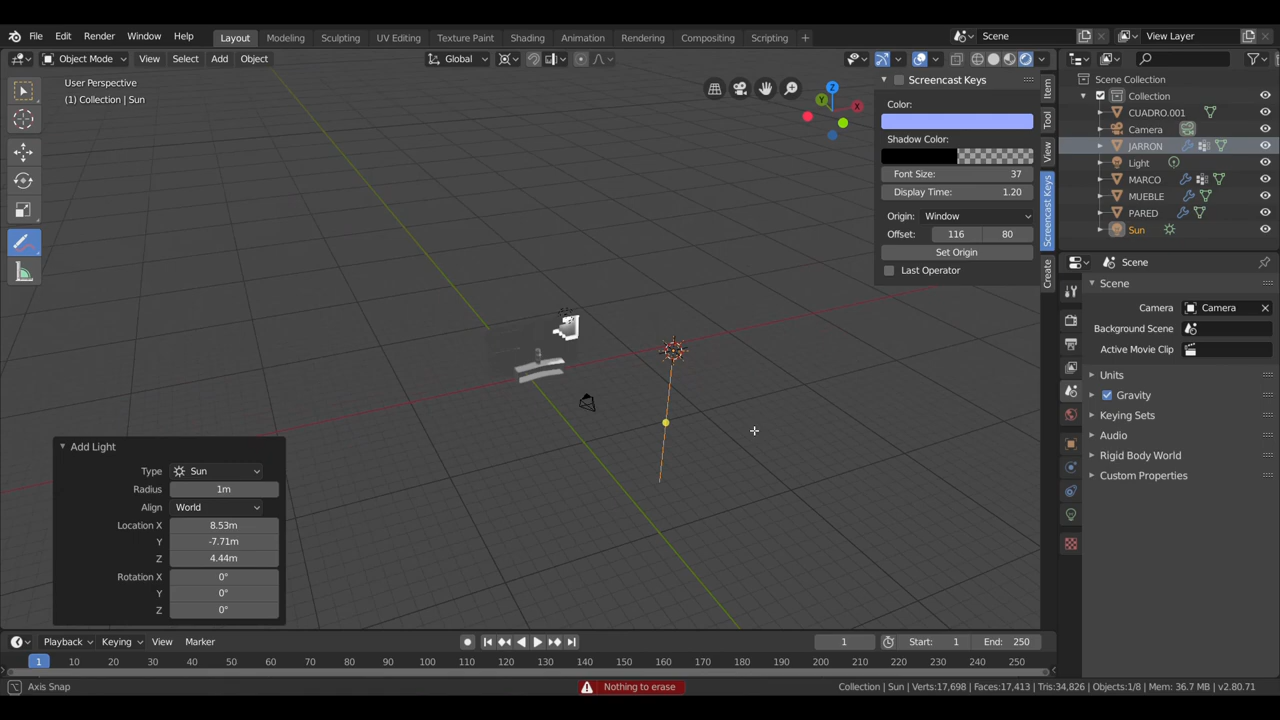 File Edit Render Window Help Layout Modeling Sculpting UV Editing Texture Paint Shading Animation Rendering Compositing Scripting + Scene View Layer
Object Mode View Select Add Object Global
User Perspective
(1) Collection | Sun
Z
Y
X
Screencast Keys
Color:
Shadow Color:
Font Size: 37
Display Time: 1.20
Origin: Window
Offset: 116 80
Set Origin
Last Operator
Item
Tool
View
Screencast Keys
Create
Scene Collection
Collection
CUADRO.001
Camera
JARRON
Light
MARCO
MUEBLE
PARED
Sun
Scene
Scene
Camera Camera
Background Scene
Active Movie Clip
Units
Gravity
Keying Sets
Audio
Rigid Body World
Custom Properties
Add Light
Type Sun
Radius 1m
Align World
Location X 8.53m
Y -7.71m
Z 4.44m
Rotation X 0°
Y 0°
Z 0°
Playback Keying View Marker 1 Start: 1 End: 250
1 10 20 30 40 50 60 70 80 90 100 110 120 130 140 150 160 170 180 190 200 210 220 230 240 250
Axis Snap Nothing to erase Collection | Sun | Verts:17,698 | Faces:17,413 | Tris:34,826 | Objects:1/8 | Mem: 36.7 MB | v2.80.71